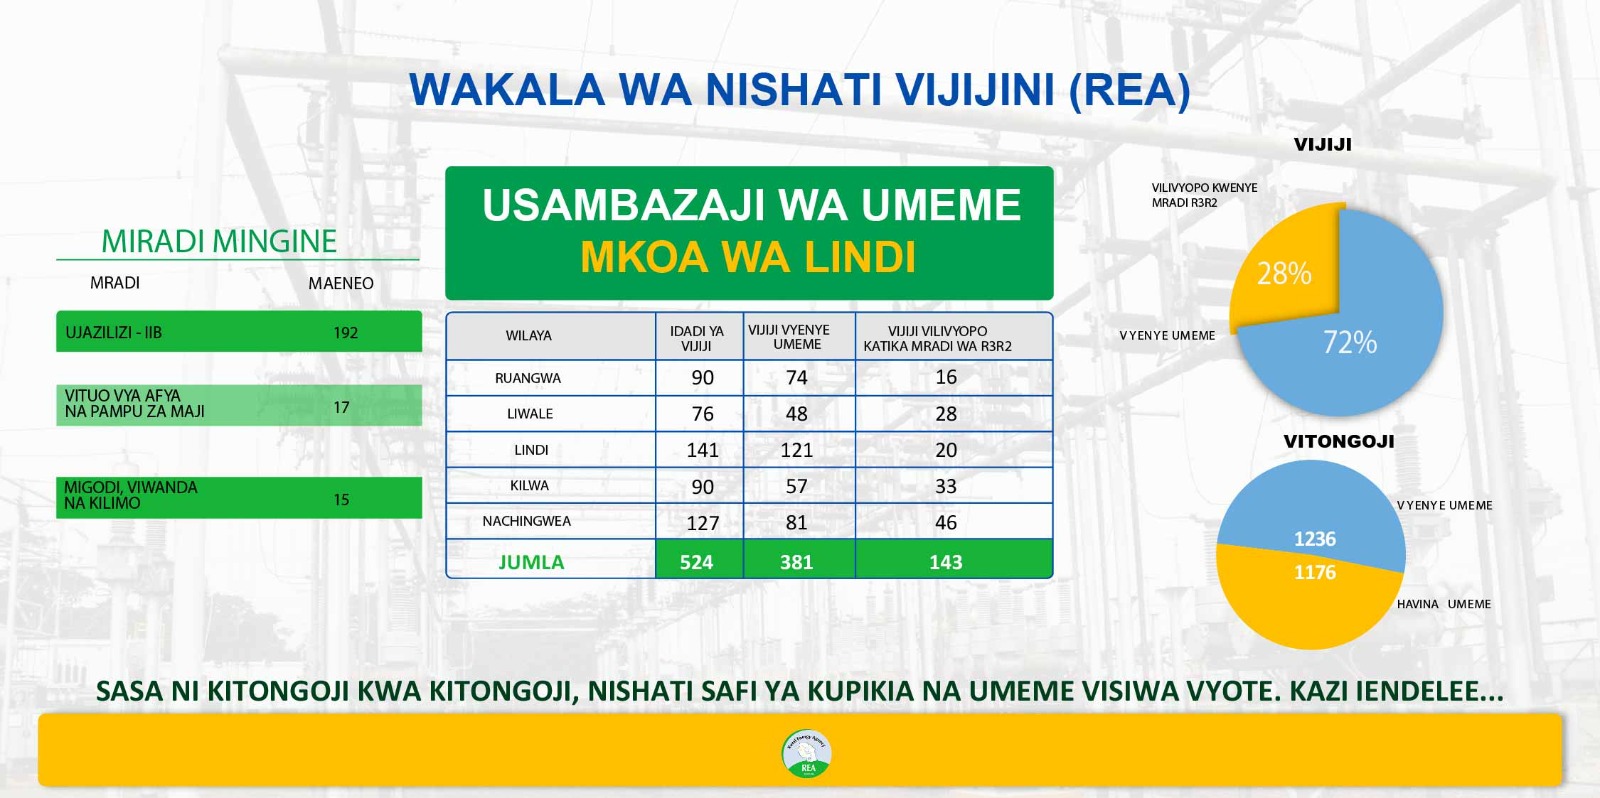 WAKALA WA NISHATI VIJIJINI (REA)
MIRADI MINGINE
MRADI MAENEO
UJAZILIZI - IIB 192
VITUO VYA AFYA
NA PAMPU ZA MAJI 17
MIGODI, VIWANDA
NA KILIMO 15
USAMBAZAJI WA UMEME
MKOA WA LINDI
WILAYA IDADI YA VIJIJI VIJIJI VYENYE UMEME VIJIJI VILIVYOPO KATIKA MRADI WA R3R2
RUANGWA 90 74 16
LIWALE 76 48 28
LINDI 141 121 20
KILWA 90 57 33
NACHINGWEA 127 81 46
JUMLA 524 381 143
VIJIJI
VILIVYOPO KWENYE
MRADI R3R2
28%
VYENYE UMEME
72%
VITONGOJI
VYENYE UMEME
1236
1176
HAVINA UMEME
SASA NI KITONGOJI KWA KITONGOJI, NISHATI SAFI YA KUPIKIA NA UMEME VISIWA VYOTE. KAZI IENDELEE...
Rural Energy Agency
REA